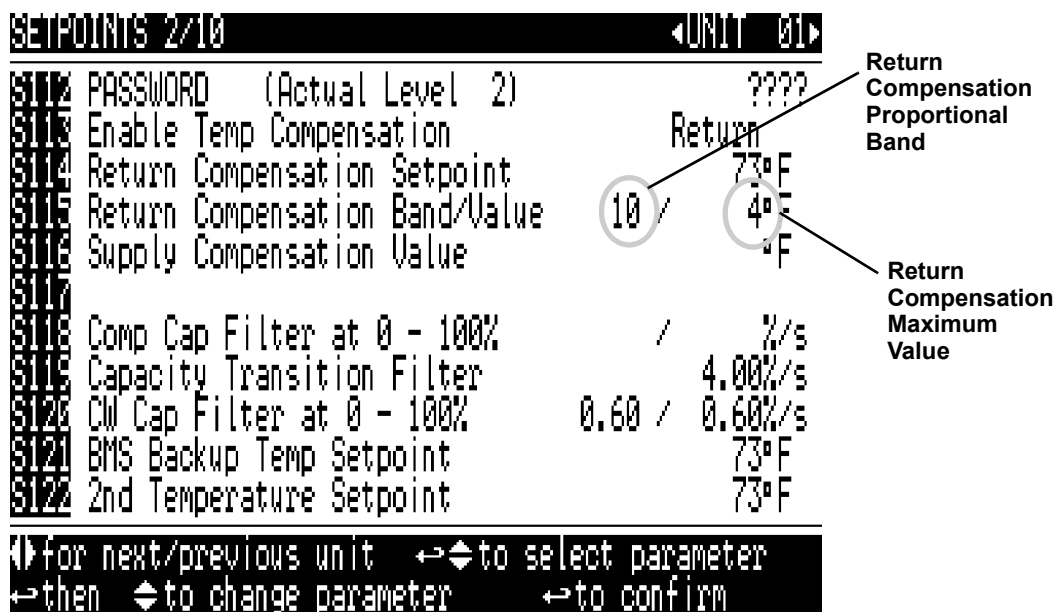 SETPOINTS 2/10 ◂UNIT 01▸
S112 PASSWORD (Actual Level 2) ????
S113 Enable Temp Compensation Return
S114 Return Compensation Setpoint 73°F
S115 Return Compensation Band/Value 10 / 4°F
S116 Supply Compensation Value °F
S117
S118 Comp Cap Filter at 0 - 100% / %/s
S119 Capacity Transition Filter 4.00%/s
S120 CW Cap Filter at 0 - 100% 0.60 / 0.60%/s
S121 BMS Backup Temp Setpoint 73°F
S122 2nd Temperature Setpoint 73°F
◂▸for next/previous unit ↩◆to select parameter
↩then ◆to change parameter ↩to confirm
Return
Compensation
Proportional
Band
Return
Compensation
Maximum
Value